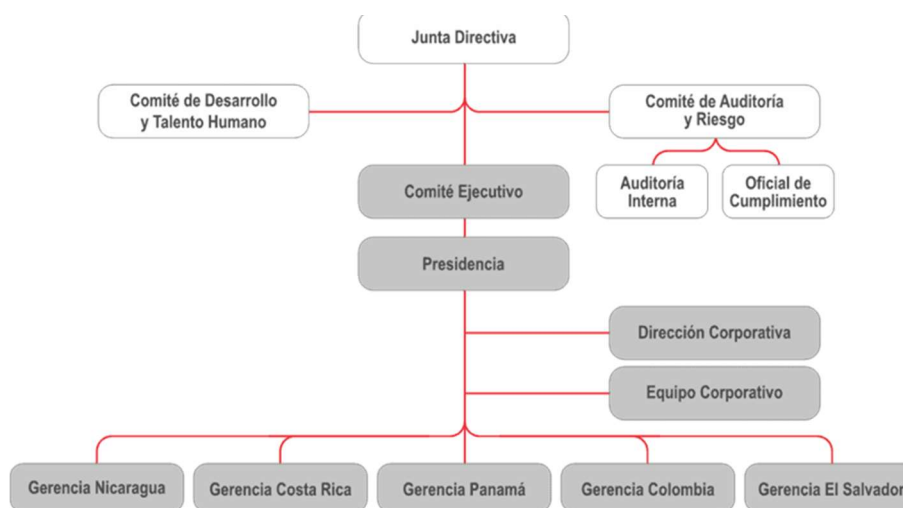 Junta Directiva
Comité de Desarrollo
y Talento Humano
Comité de Auditoría
y Riesgo
Auditoría
Interna
Oficial de
Cumplimiento
Comité Ejecutivo
Presidencia
Dirección Corporativa
Equipo Corporativo
Gerencia Nicaragua
Gerencia Costa Rica
Gerencia Panamá
Gerencia Colombia
Gerencia El Salvador